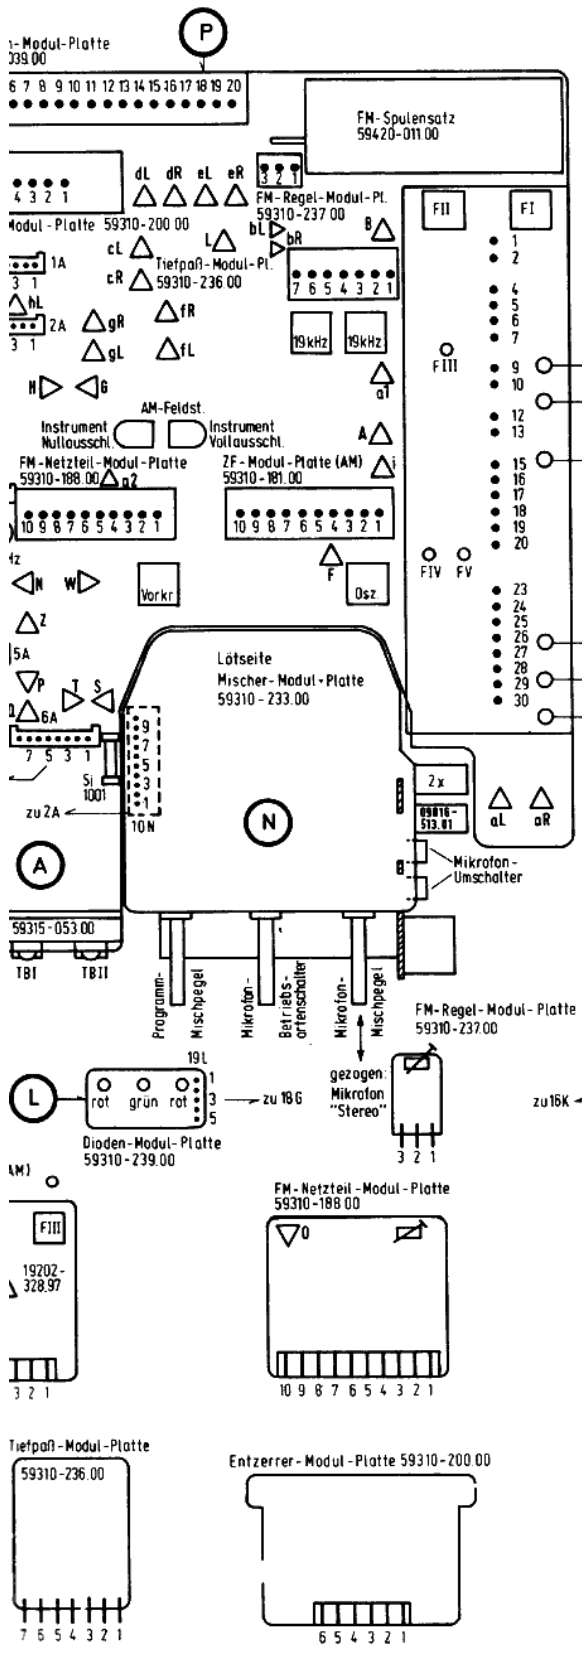 P
-Modul-Platte
039.00
6 7 8 9 10 11 12 13 14 15 16 17 18 19 20
FM-Spulensatz
59420-011.00
4 3 2 1
dL dR eL eR
3 2 1
FM-Regel-Modul-Pl.
59310-237 00
FII FI
Modul-Platte 59310-200 00
bL
bR
B
cL
L
1A
3 1
cR
Tiefpaß-Modul-Pl.
59310-236.00
7 6 5 4 3 2 1
hL
2A
3 1
gR fR
gL fL
19kHz 19kHz
FIII
a1
H G
AM-Feldst.
Instrument
Nullausschl.
Instrument
Vollausschl.
A
FM-Netzteil-Modul-Platte
59310-188.00 a2
ZF-Modul-Platte (AM)
59310-181.00
i
10 9 8 7 6 5 4 3 2 1
10 9 8 7 6 5 4 3 2 1
1
2
4
5
6
7
9
10
12
13
15
16
17
18
19
20
23
24
25
26
27
28
29
30
Hz
F
FIV FV
N W
Vorkr
Osz.
Z
5A
P
T S
6A
7 5 3 1
Lötseite
Mischer-Modul-Platte
59310-233.00
9
7
5
3
1
Si
1001
zu 2A
10N
N
A
2x
09816-
513.01
aL aR
Mikrofon-
Umschalter
59315-053.00
TBI TBII
Programm-
Mischpegel
Mikrofon-
Betriebs-
artenschalter
Mikrofon-
Mischpegel
FM-Regel-Modul-Platte
59310-237.00
gezogen:
Mikrofon
"Stereo"
3 2 1
zu 16K
L
19L
rot grün rot
1
3
5
zu 18G
Dioden-Modul-Platte
59310-239.00
AM)
FIII
19202-
328.97
3 2 1
FM-Netzteil-Modul-Platte
59310-188 00
O
10 9 8 7 6 5 4 3 2 1
Tiefpaß-Modul-Platte
59310-236.00
7 6 5 4 3 2 1
Entzerrer-Modul-Platte 59310-200.00
6 5 4 3 2 1